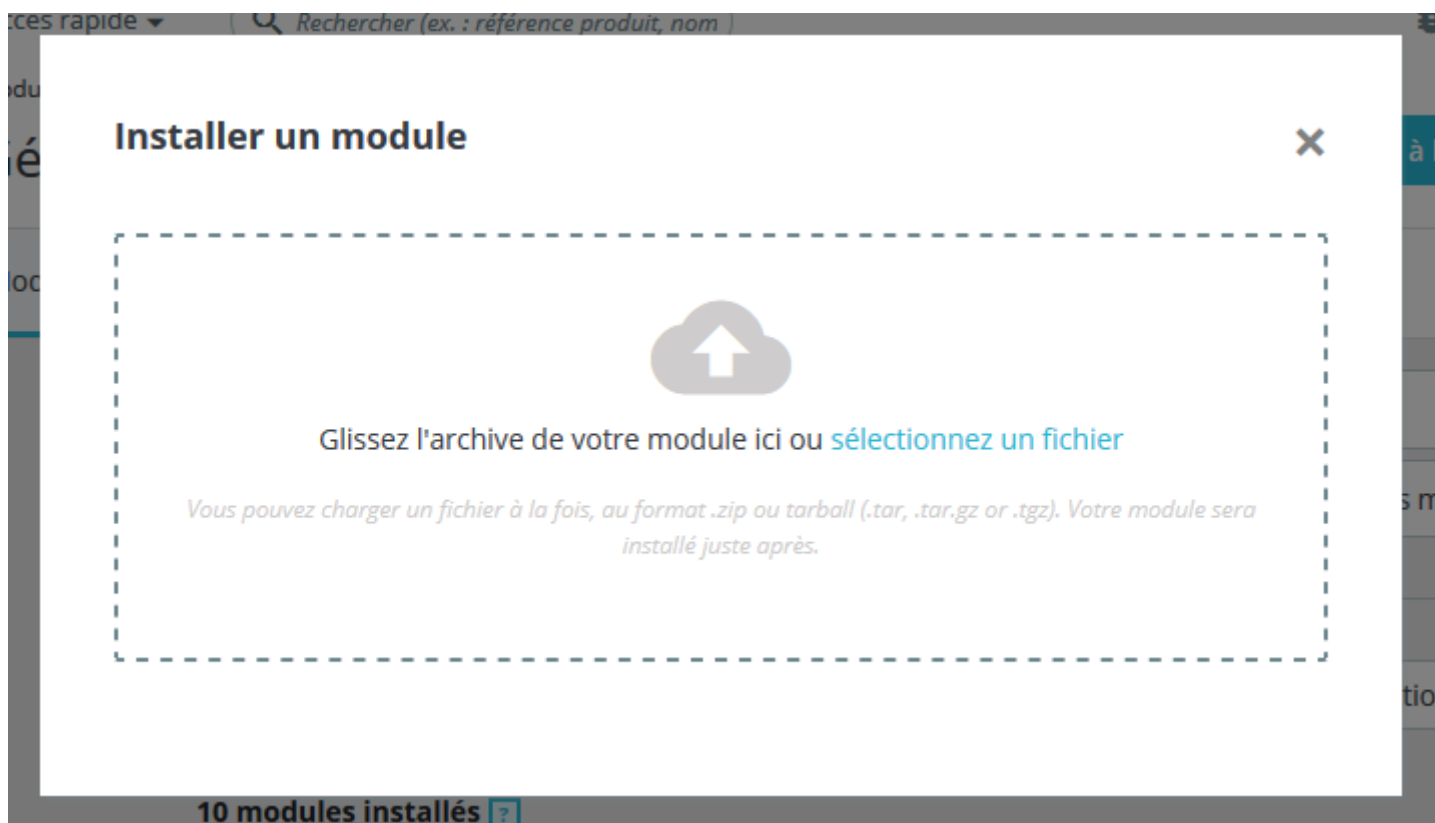 rapide
Rechercher (ex. : référence produit, nom
Installer un module
à
Glissez l'archive de votre module ici ou sélectionnez un fichier
Vous pouvez charger un fichier à la fois, au format .zip ou tarball (.tar, .tar.gz or .tgz). Votre module sera
installé juste après.
10 modules installés ?